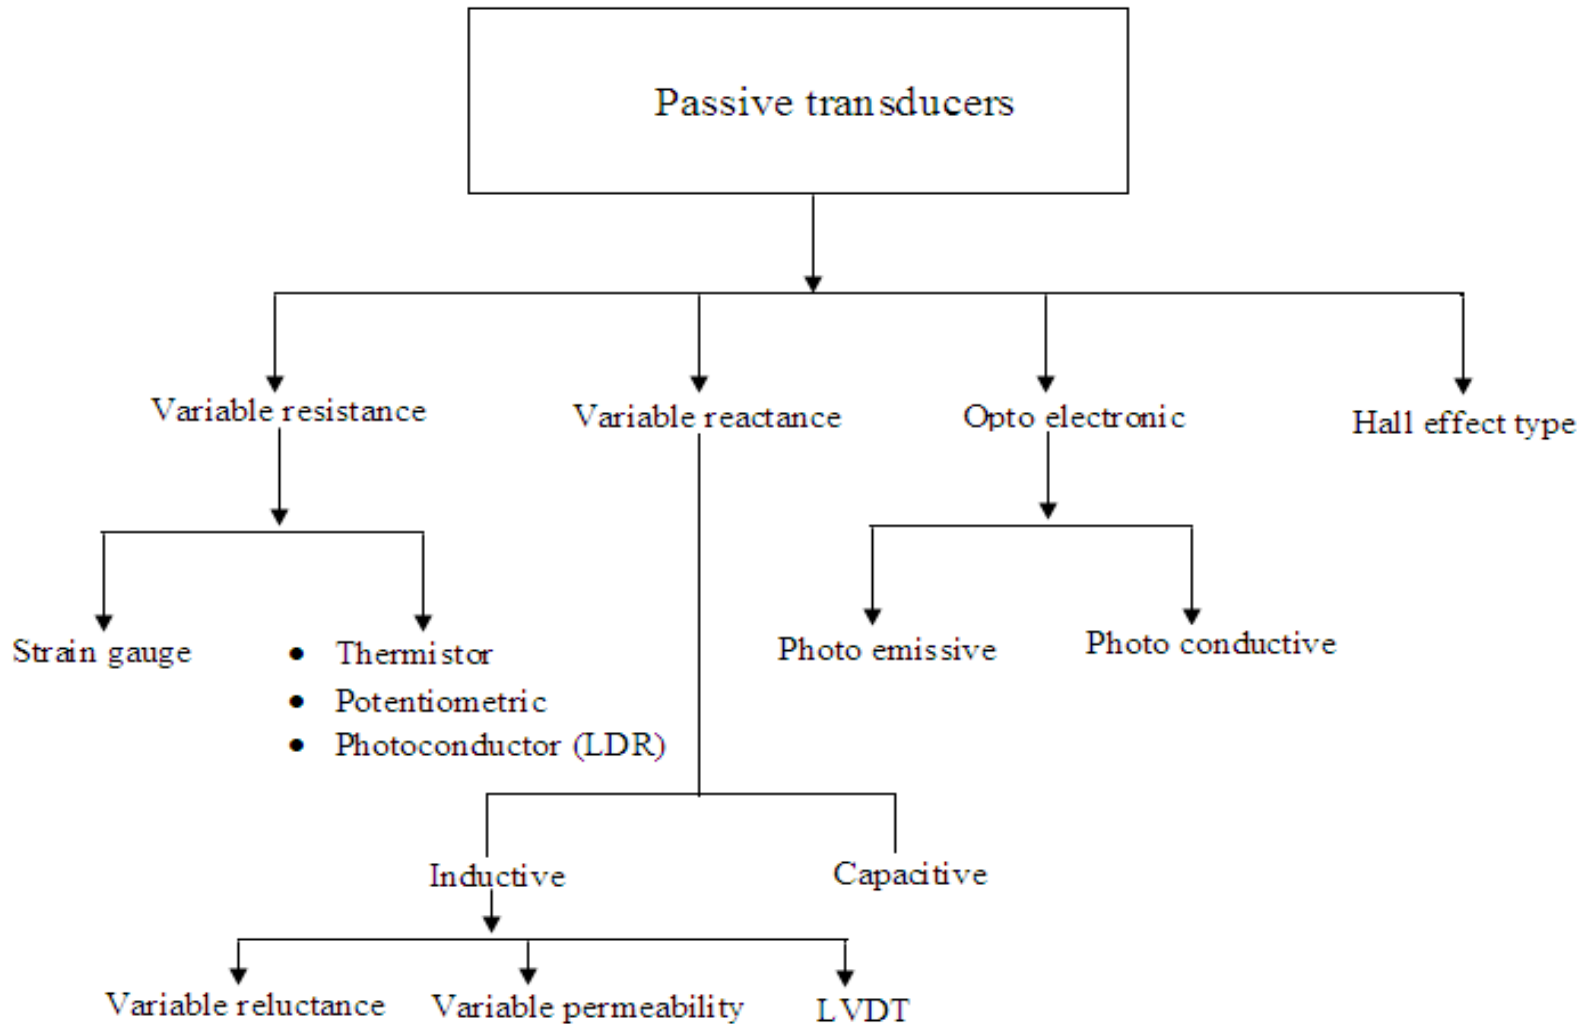 Passive transducers
Variable resistance
Variable reactance
Opto electronic
Hall effect type
Strain gauge
• Thermistor
• Potentiometric
• Photoconductor (LDR)
Photo emissive
Photo conductive
Inductive
Capacitive
Variable reluctance
Variable permeability
LVDT